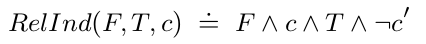 RelInd(F, T, c) ≐ F ∧ c ∧ T ∧ ¬c′